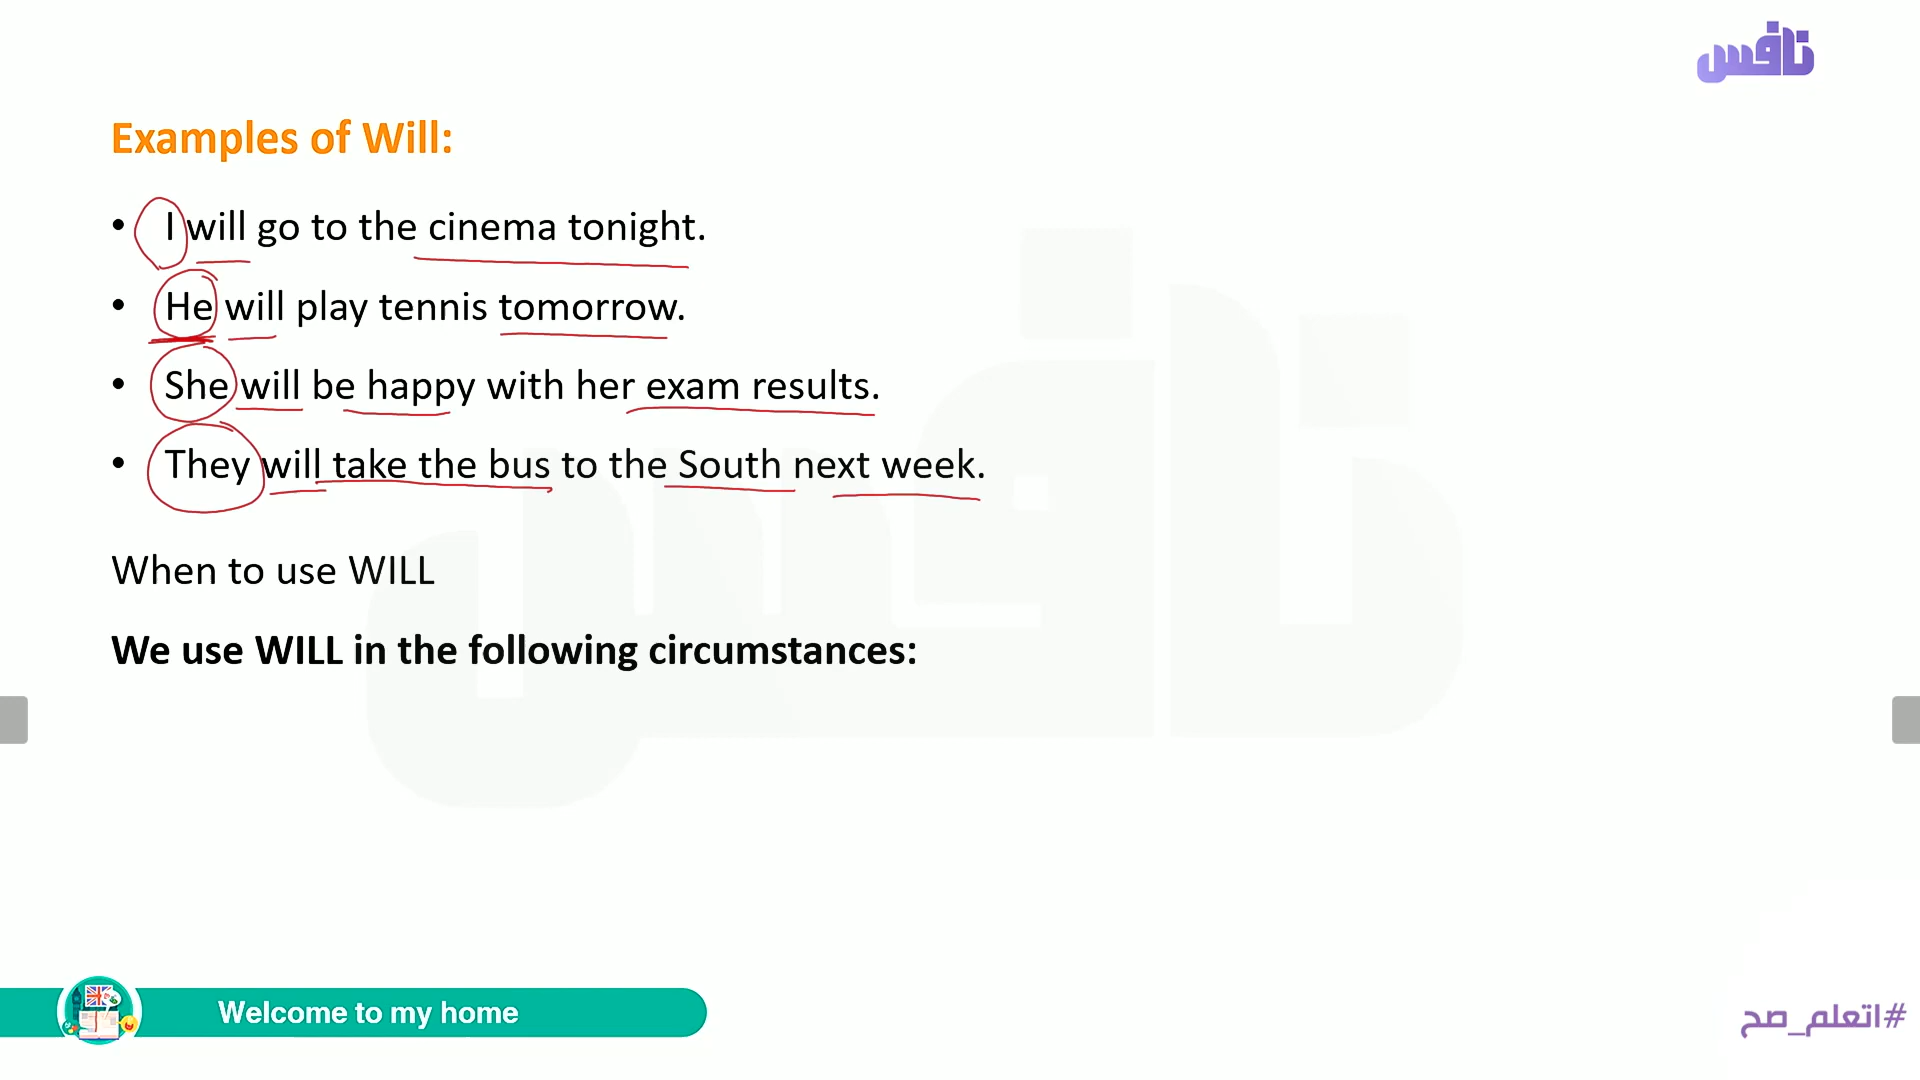 نافس
Examples of Will:
• I will go to the cinema tonight.
• He will play tennis tomorrow.
• She will be happy with her exam results.
• They will take the bus to the South next week.
When to use WILL
We use WILL in the following circumstances:
Welcome to my home
#اتعلم_صح